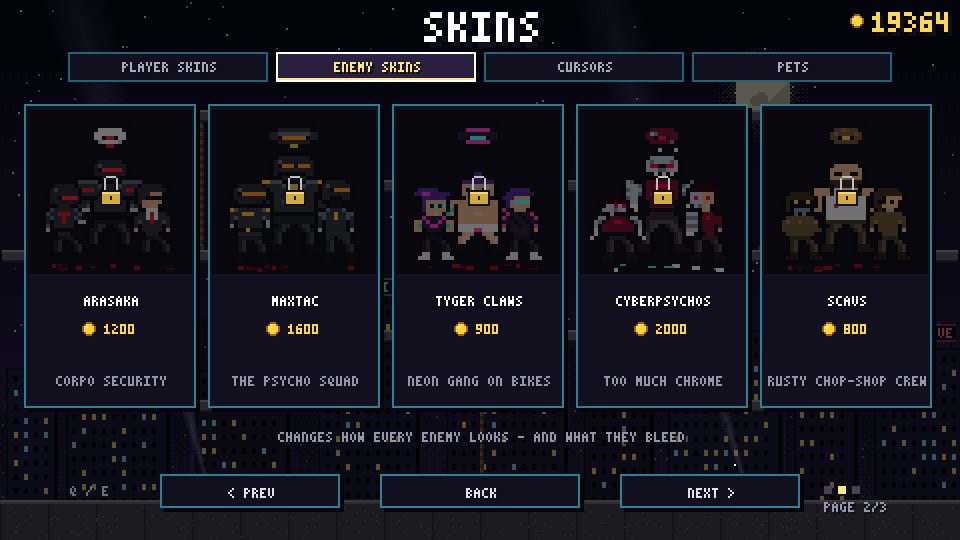 SKINS
19364
PLAYER SKINS
ENEMY SKINS
CURSORS
PETS
ARASAKA
1200
CORPO SECURITY
MAXTAC
1600
THE PSYCHO SQUAD
TYGER CLAWS
900
NEON GANG ON BIKES
CYBERPSYCHOS
2000
TOO MUCH CHROME
SCAVS
800
RUSTY CHOP-SHOP CREW
VE
CHANGES HOW EVERY ENEMY LOOKS - AND WHAT THEY BLEED
Q / E
< PREV
BACK
NEXT >
PAGE 2/3